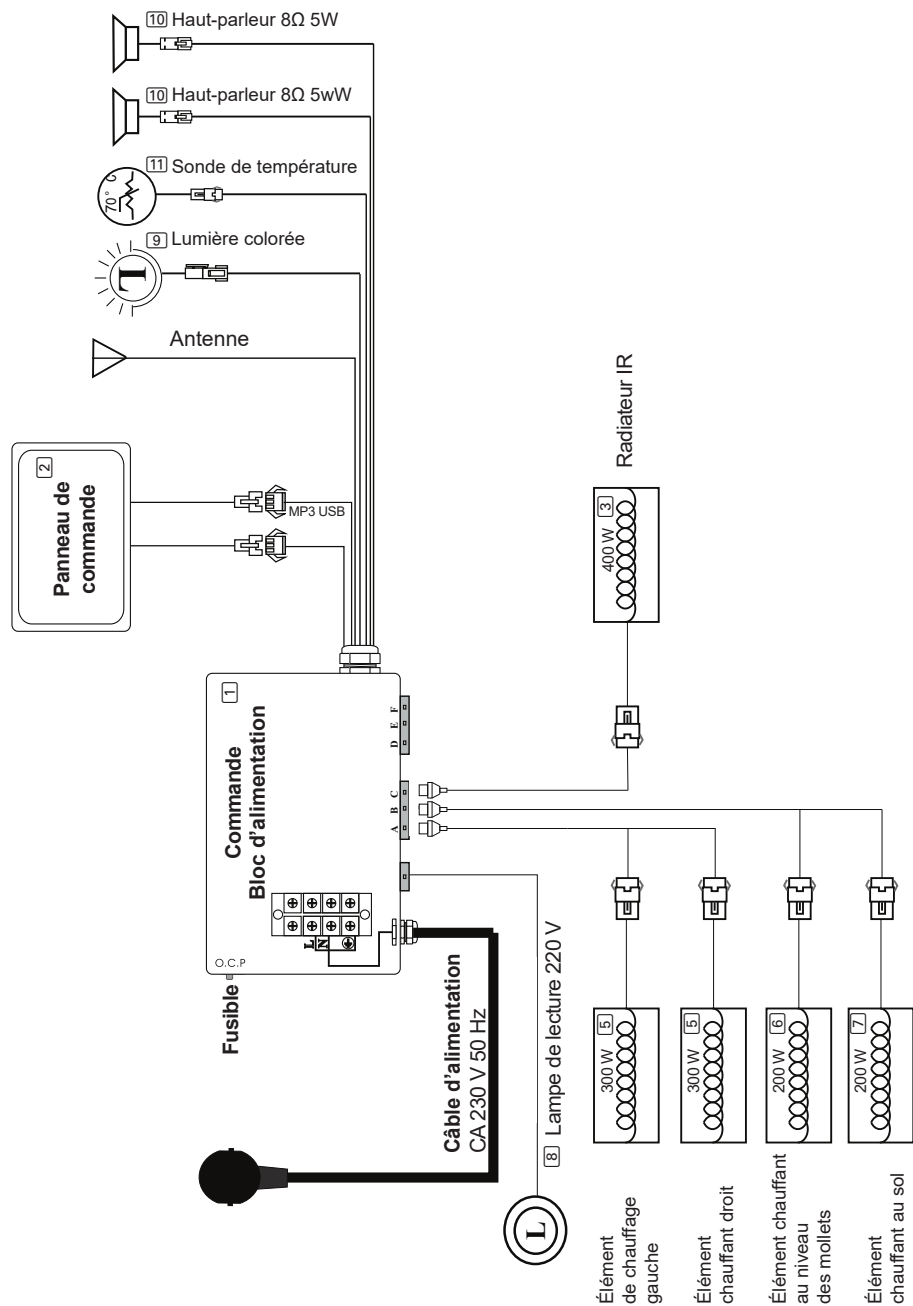 10 Haut-parleur 8Ω 5W
10 Haut-parleur 8Ω 5wW
11 Sonde de température
70° C
9 Lumière colorée
L
Antenne
2
Panneau de
commande
MP3 USB
Radiateur IR
3
400 W
1
Commande
Bloc d'alimentation
A B C D E F
L
N
O.C.P
Fusible
Câble d'alimentation
CA 230 V 50 Hz
8 Lampe de lecture 220 V
L
5
300 W
Élément
de chauffage
gauche
5
300 W
Élément
chauffant droit
6
200 W
Élément chauffant
au niveau
des mollets
7
200 W
Élément
chauffant au sol